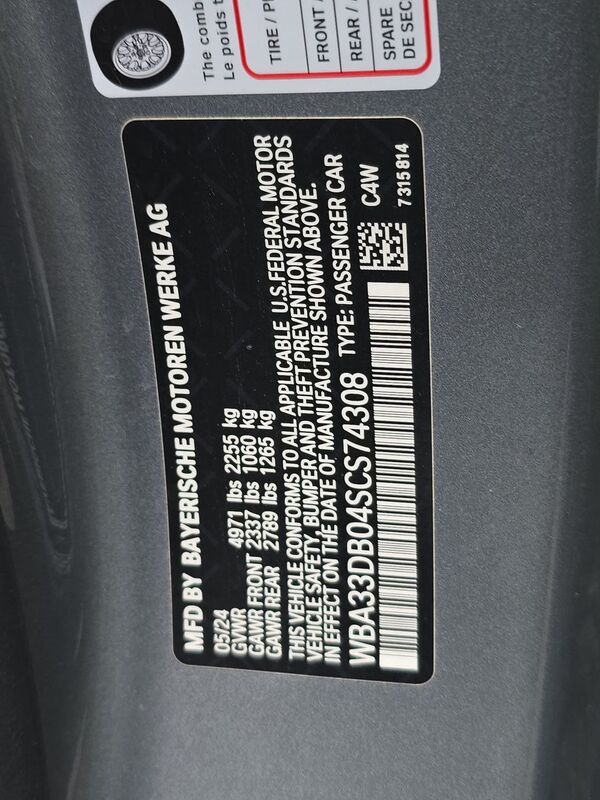 The comb
Le poids t
TIRE / P
FRONT /
REAR /
SPARE
DE SEC
MFD BY BAYERISCHE MOTOREN WERKE AG
05/24
GVWR 4971 lbs 2255 kg
GAWR FRONT 2337 lbs 1060 kg
GAWR REAR 2789 lbs 1265 kg
THIS VEHICLE CONFORMS TO ALL APPLICABLE U.S.FEDERAL MOTOR
VEHICLE SAFETY, BUMPER AND THEFT PREVENTION STANDARDS
IN EFFECT ON THE DATE OF MANUFACTURE SHOWN ABOVE.
WBA33DB04SCS74308 TYPE: PASSENGER CAR
C4W
7315814